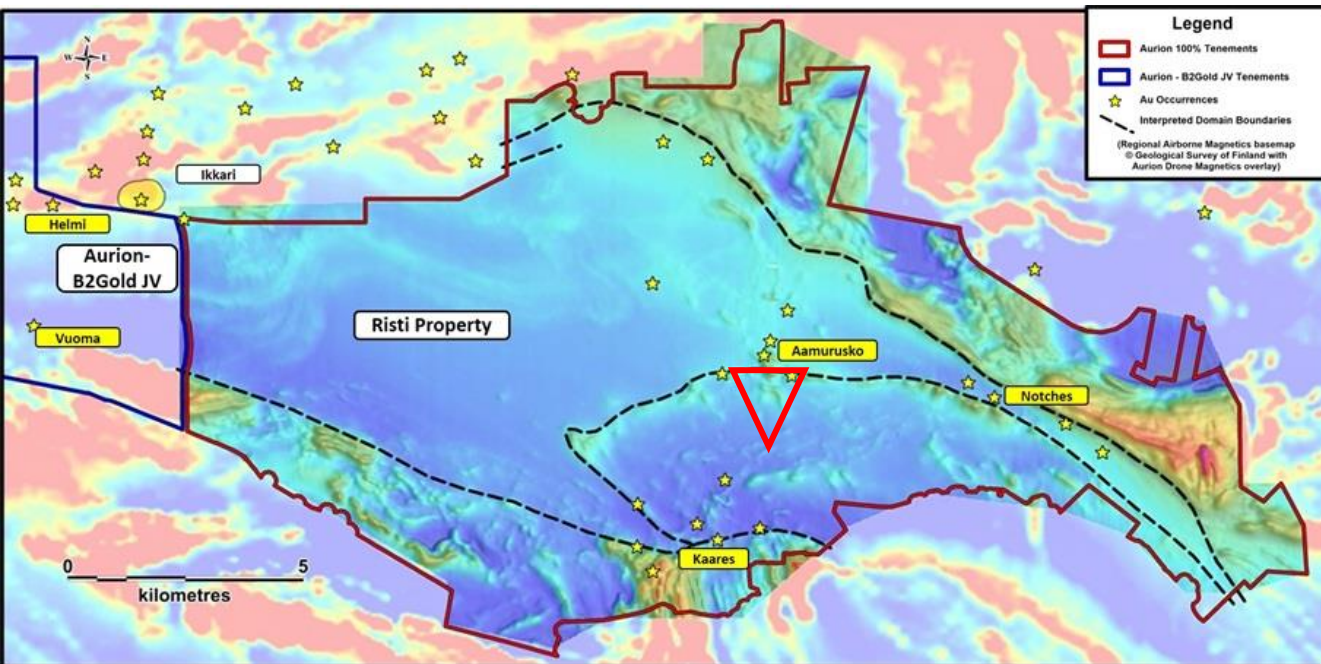 Legend
Aurion 100% Tenements
Aurion - B2Gold JV Tenements
Au Occurrences
Interpreted Domain Boundaries
(Regional Airborne Magnetics basemap
© Geological Survey of Finland with
Aurion Drone Magnetics overlay)
N
W E
S
Ikkari
Helmi
Aurion-
B2Gold JV
Vuoma
Risti Property
Aamurusko
Notches
Kaares
0 5
kilometres